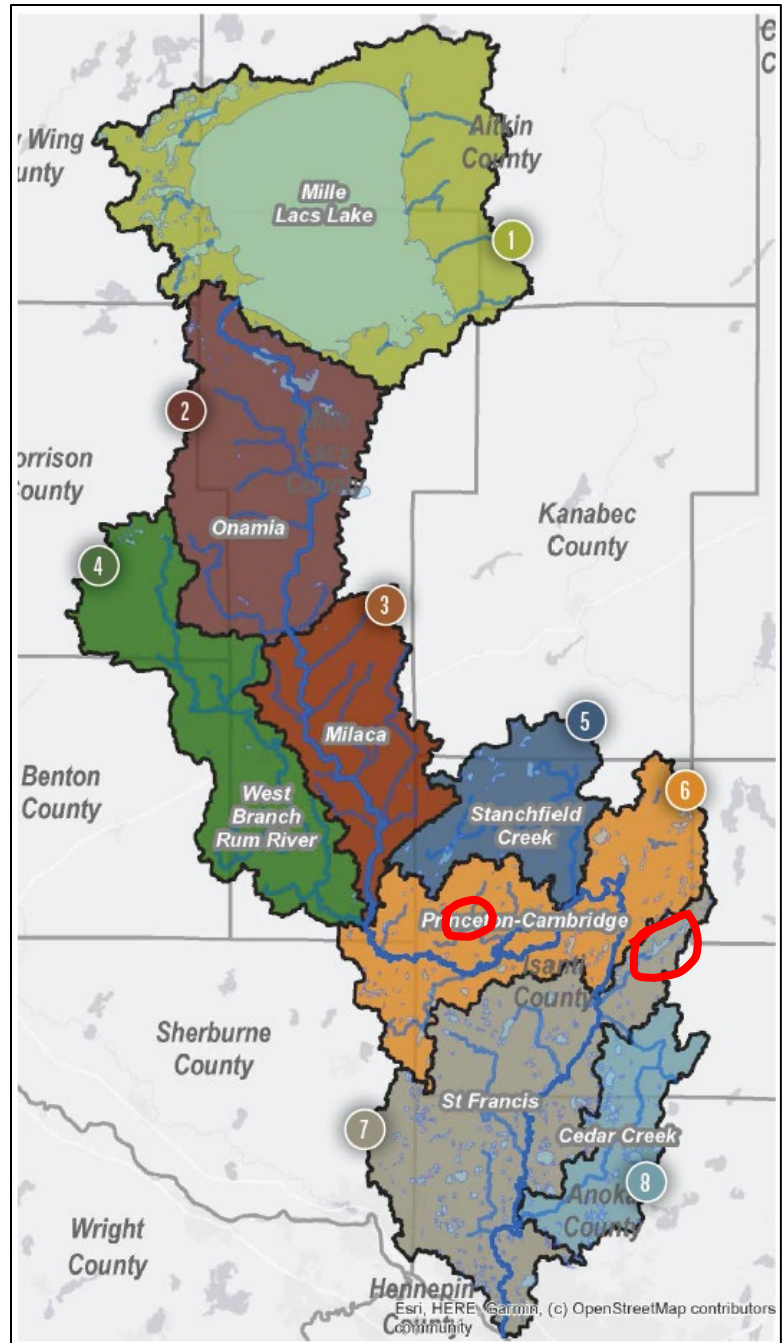 C
C
Wing
unty
Aitkin
County
Mille
Lacs Lake
1
2
Lacs
County
orrison
County
Onamia
Kanabec
County
4
3
5
Milaca
Benton
County
6
West
Branch
Rum River
Stanchfield
Creek
Princeton-Cambridge
Isanti
County
Sherburne
County
St Francis
7
Cedar Creek
8
Anoka
County
Wright
County
Hennepin
Esri, HERE, Garmin, (c) OpenStreetMap contributors
community